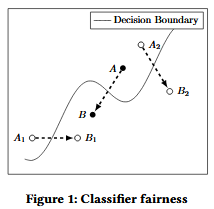 Decision Boundary
A₂
A
B₂
B
A₁
B₁
Figure 1: Classifier fairness